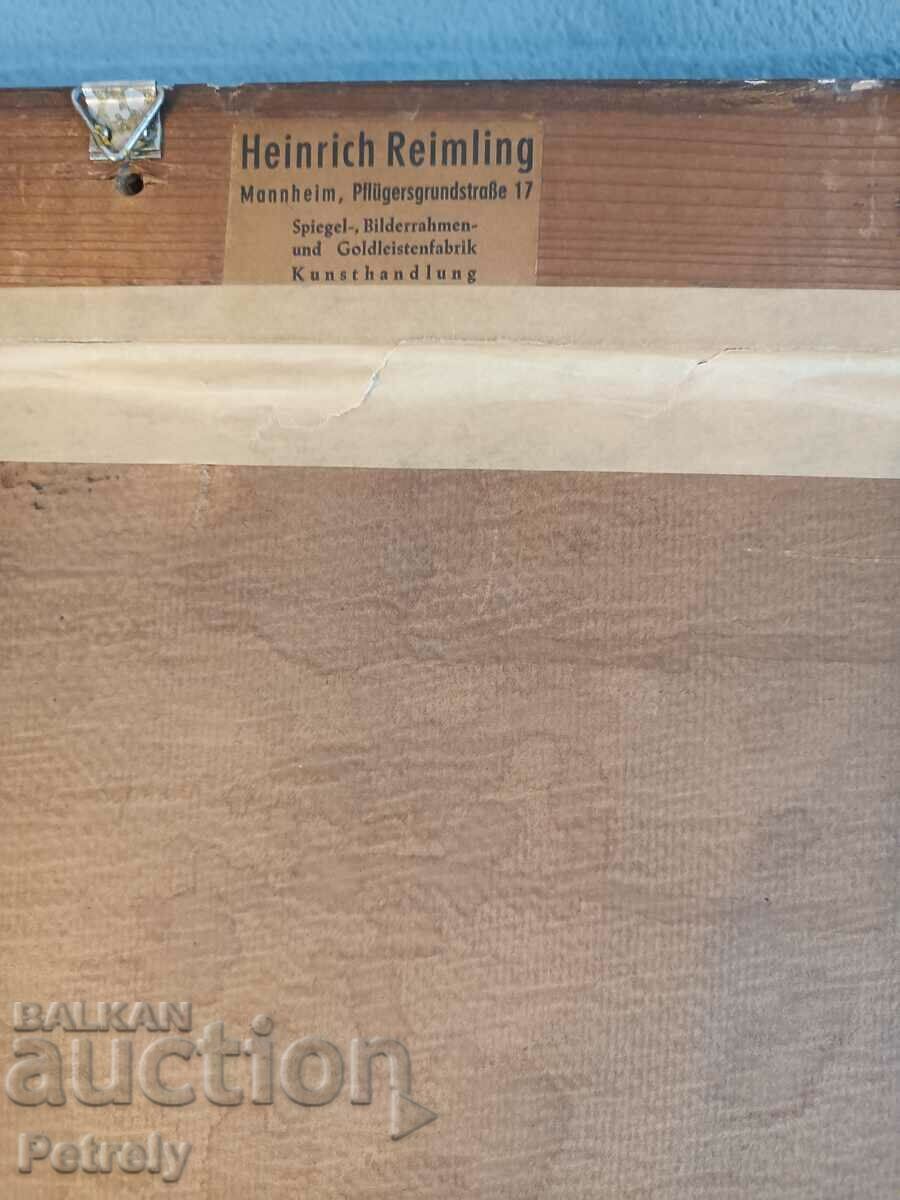 Heinrich Reimling
Mannheim, Pflügersgrundstraße 17
Spiegel-, Bilderrahmen-
und Goldleistenfabrik
Kunsthandlung
BALKAN
auction
Petrely